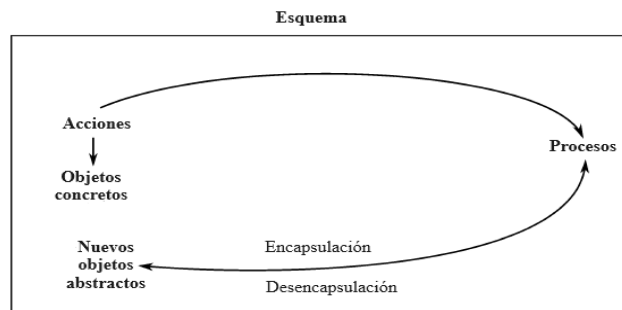 Esquema
Acciones
Procesos
Objetos
concretos
Nuevos
objetos
abstractos
Encapsulación
Desencapsulación